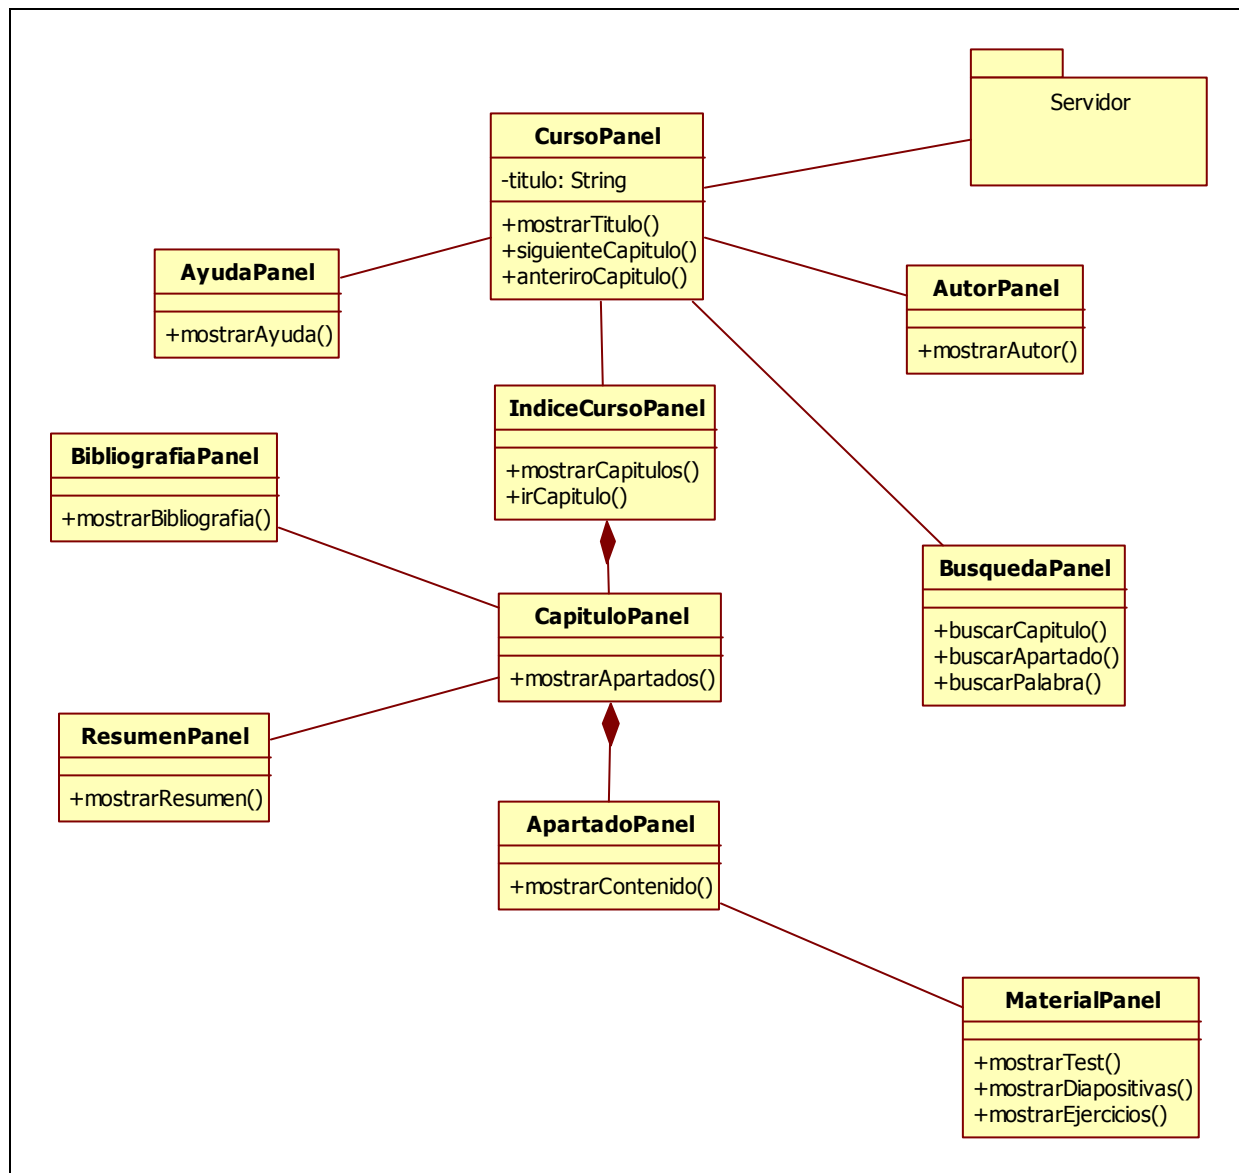 Servidor
CursoPanel
-titulo: String
+mostrarTitulo()
+siguienteCapitulo()
+anteriroCapitulo()
AyudaPanel
+mostrarAyuda()
AutorPanel
+mostrarAutor()
IndiceCursoPanel
+mostrarCapitulos()
+irCapitulo()
BibliografiaPanel
+mostrarBibliografia()
BusquedaPanel
+buscarCapitulo()
+buscarApartado()
+buscarPalabra()
CapituloPanel
+mostrarApartados()
ResumenPanel
+mostrarResumen()
ApartadoPanel
+mostrarContenido()
MaterialPanel
+mostrarTest()
+mostrarDiapositivas()
+mostrarEjercicios()